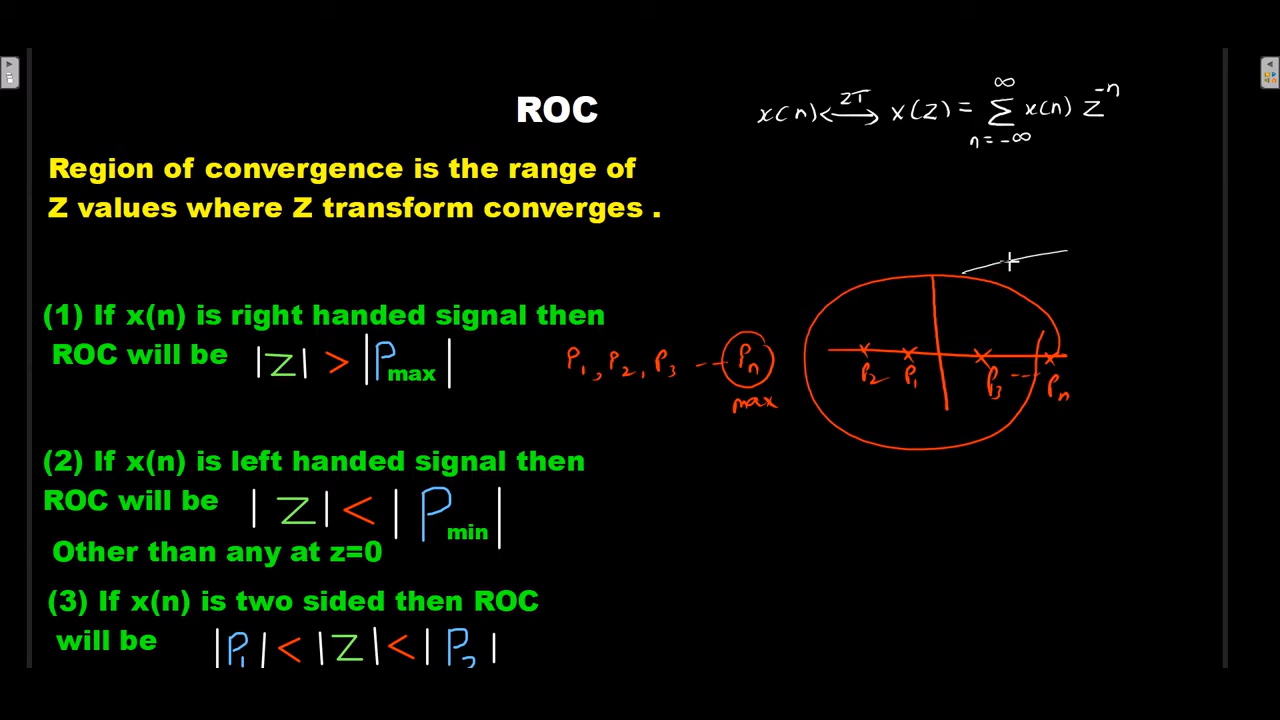 ROC
x(n) ⟷ ZT X(z) = ∞ Σ n=-∞ x(n) z^-n
Region of convergence is the range of
Z values where Z transform converges .
(1) If x(n) is right handed signal then
ROC will be |Z| > |Pmax|
P1, P2, P3 --- Pn
max
P2 P1 P3 --- Pn
(2) If x(n) is left handed signal then
ROC will be |Z| < |Pmin|
Other than any at z=0
(3) If x(n) is two sided then ROC
will be |P1| < |Z| < |P2|